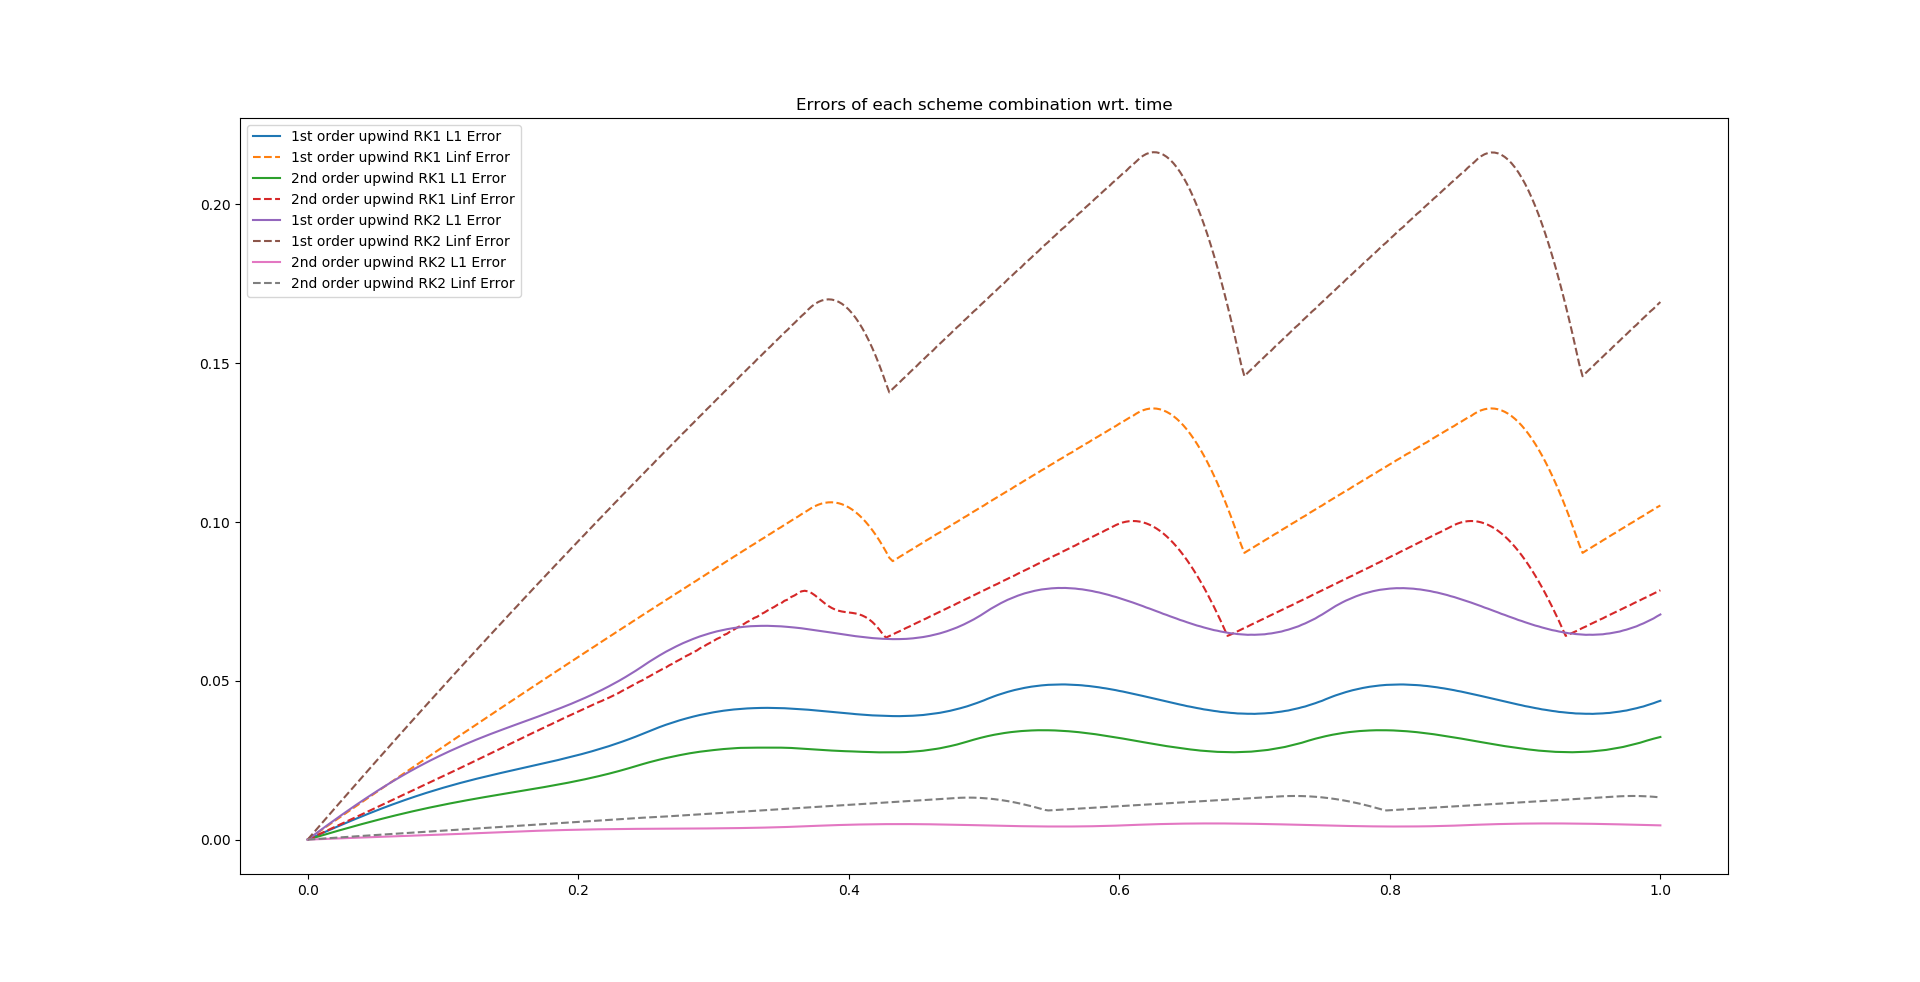 Errors of each scheme combination wrt. time
1st order upwind RK1 L1 Error
1st order upwind RK1 Linf Error
2nd order upwind RK1 L1 Error
2nd order upwind RK1 Linf Error
1st order upwind RK2 L1 Error
1st order upwind RK2 Linf Error
2nd order upwind RK2 L1 Error
2nd order upwind RK2 Linf Error
0.20
0.15
0.10
0.05
0.00
0.0 0.2 0.4 0.6 0.8 1.0